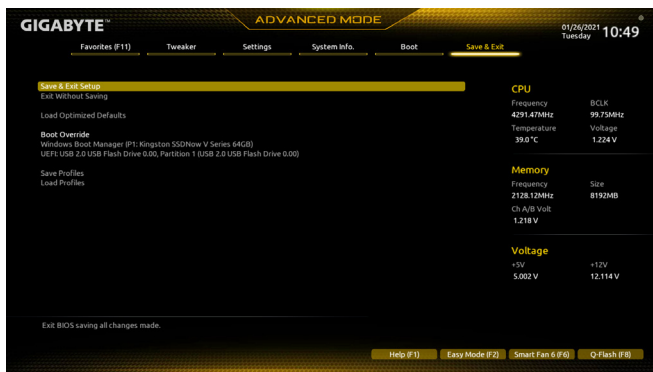 GIGABYTE™
ADVANCED MODE
01/26/2021 Tuesday 10:49
Favorites (F11) Tweaker Settings System Info. Boot Save & Exit
Save & Exit Setup
Exit Without Saving
Load Optimized Defaults
Boot Override
Windows Boot Manager (P1: Kingston SSDNow V Series 64GB)
UEFI: USB 2.0 USB Flash Drive 0.00, Partition 1 (USB 2.0 USB Flash Drive 0.00)
Save Profiles
Load Profiles
CPU
Frequency BCLK
4291.47MHz 99.75MHz
Temperature Voltage
39.0 °C 1.224 V
Memory
Frequency Size
2128.12MHz 8192MB
Ch A/B Volt
1.218 V
Voltage
+5V +12V
5.002 V 12.114 V
Exit BIOS saving all changes made.
Help (F1) Easy Mode (F2) Smart Fan 6 (F6) Q-Flash (F8)